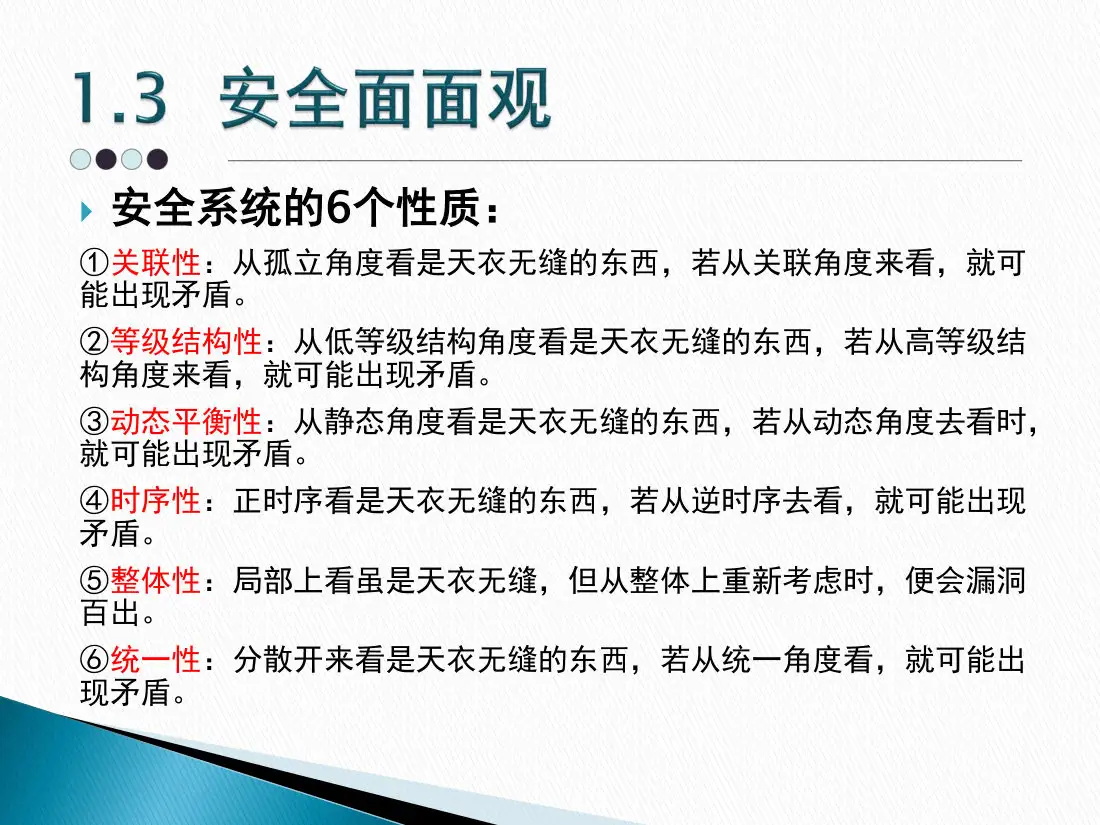 1.3 安全面面观
安全系统的6个性质：
①关联性：从孤立角度看是天衣无缝的东西，若从关联角度来看，就可
能出现矛盾。
②等级结构性：从低等级结构角度看是天衣无缝的东西，若从高等级结
构角度来看，就可能出现矛盾。
③动态平衡性：从静态角度看是天衣无缝的东西，若从动态角度去看时，
就可能出现矛盾。
④时序性：正时序看是天衣无缝的东西，若从逆时序去看，就可能出现
矛盾。
⑤整体性：局部上看虽是天衣无缝，但从整体上重新考虑时，便会漏洞
百出。
⑥统一性：分散开来看是天衣无缝的东西，若从统一角度看，就可能出
现矛盾。